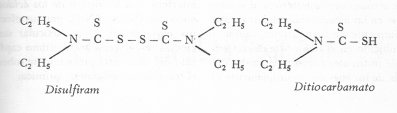 C₂ H₅ S S C₂ H₅ C₂ H₅ S
N – C – S – S – C – N N – C – SH
C₂ H₅ C₂ H₅ C₂ H₅
Disulfiram Ditiocarbamato